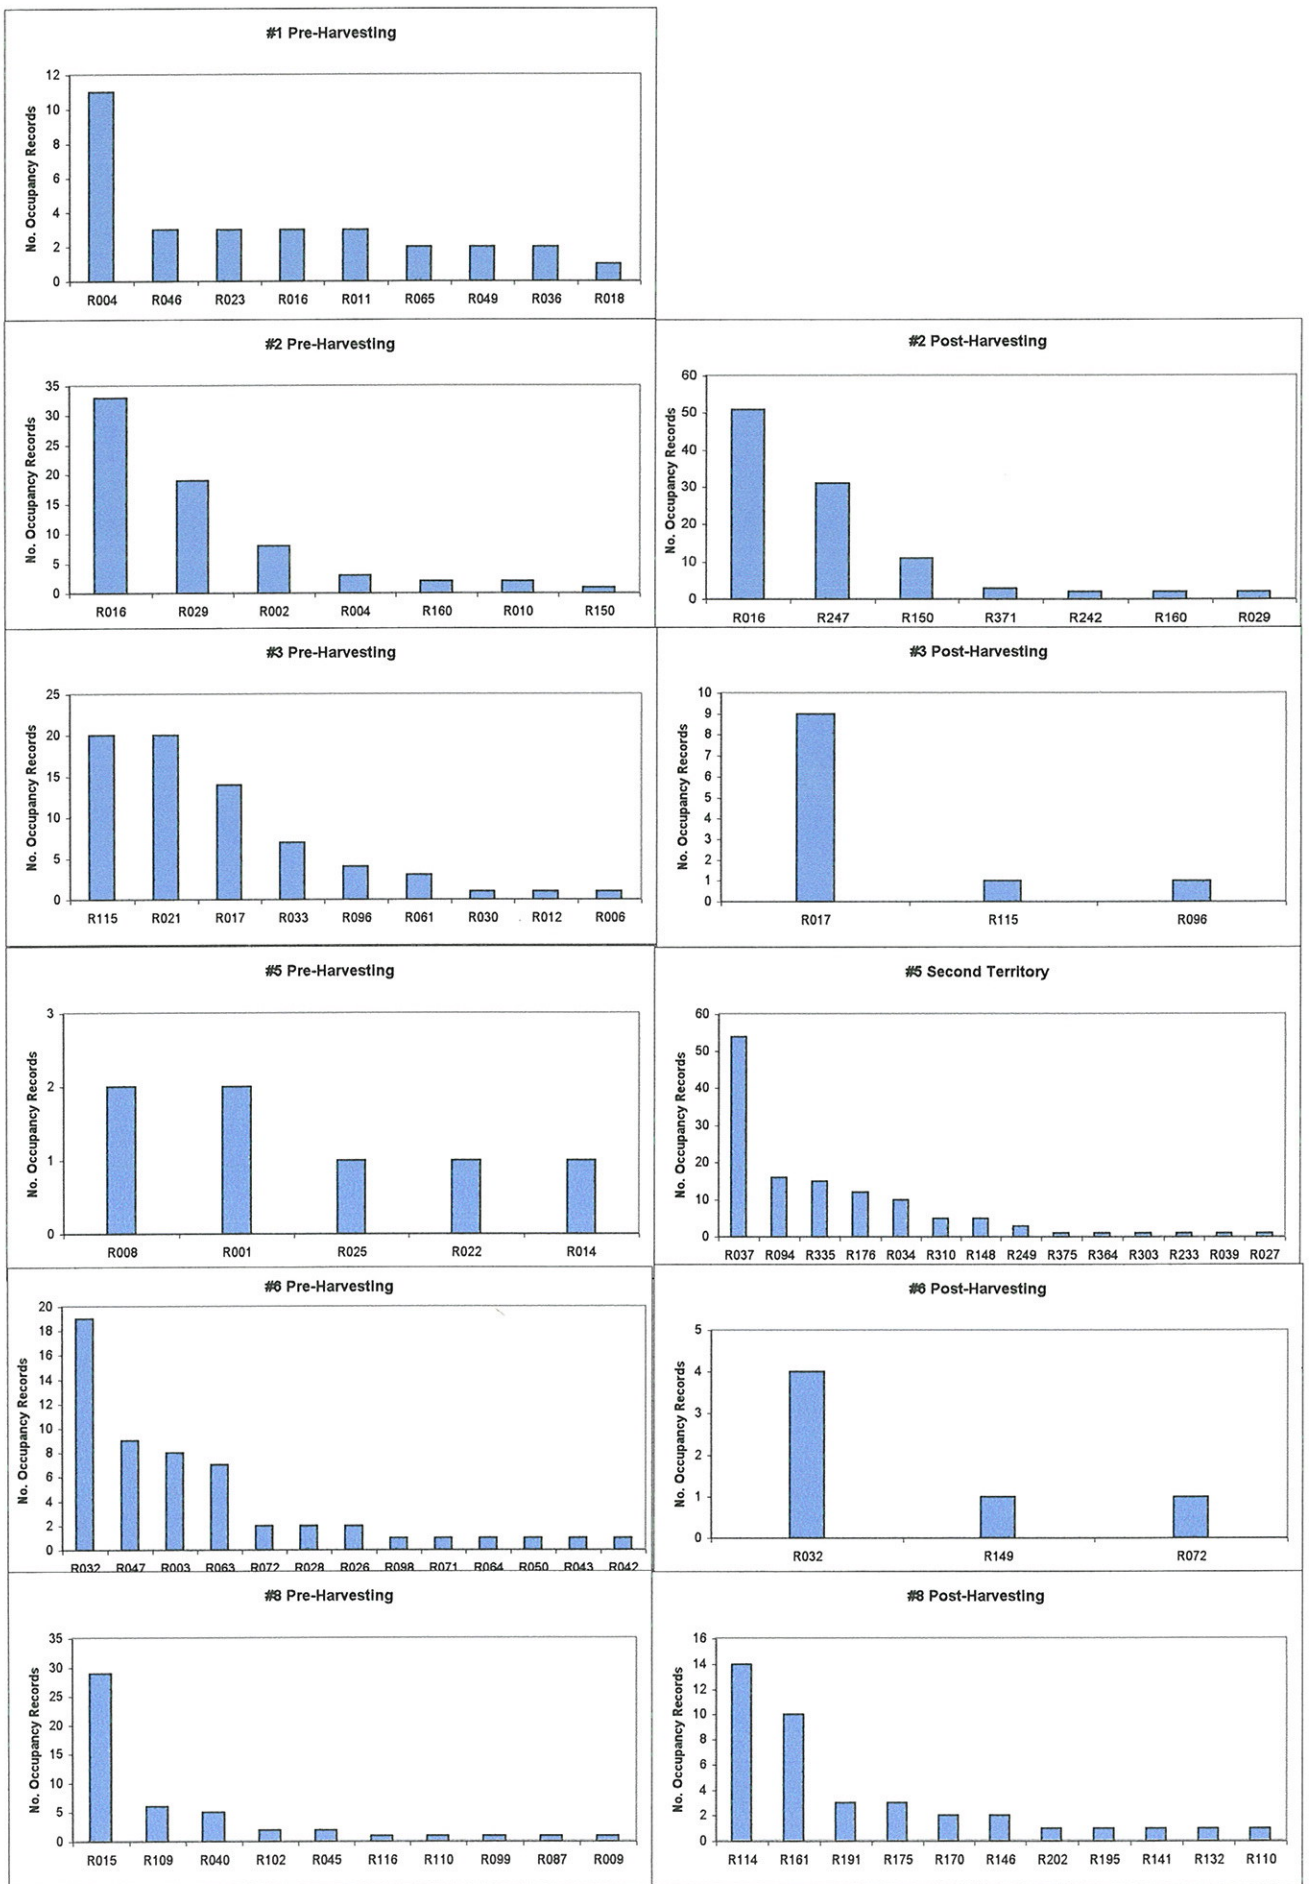 #1 Pre-Harvesting
No. Occupancy Records
12
10
8
6
4
2
0
R004 R046 R023 R016 R011 R065 R049 R036 R018
#2 Pre-Harvesting
No. Occupancy Records
35
30
25
20
15
10
5
0
R016 R029 R002 R004 R160 R010 R150
#2 Post-Harvesting
No. Occupancy Records
60
50
40
30
20
10
0
R016 R247 R150 R371 R242 R160 R029
#3 Pre-Harvesting
No. Occupancy Records
25
20
15
10
5
0
R115 R021 R017 R033 R096 R061 R030 R012 R006
#3 Post-Harvesting
No. Occupancy Records
10
9
8
7
6
5
4
3
2
1
0
R017 R115 R096
#5 Pre-Harvesting
No. Occupancy Records
3
2
1
0
R008 R001 R025 R022 R014
#5 Second Territory
No. Occupancy Records
60
50
40
30
20
10
0
R037 R094 R335 R176 R034 R310 R148 R249 R375 R364 R303 R233 R039 R027
#6 Pre-Harvesting
No. Occupancy Records
20
18
16
14
12
10
8
6
4
2
0
R032 R047 R003 R063 R072 R028 R026 R098 R071 R064 R050 R043 R042
#6 Post-Harvesting
No. Occupancy Records
5
4
3
2
1
0
R032 R149 R072
#8 Pre-Harvesting
No. Occupancy Records
35
30
25
20
15
10
5
0
R015 R109 R040 R102 R045 R116 R110 R099 R087 R009
#8 Post-Harvesting
No. Occupancy Records
16
14
12
10
8
6
4
2
0
R114 R161 R191 R175 R170 R146 R202 R195 R141 R132 R110